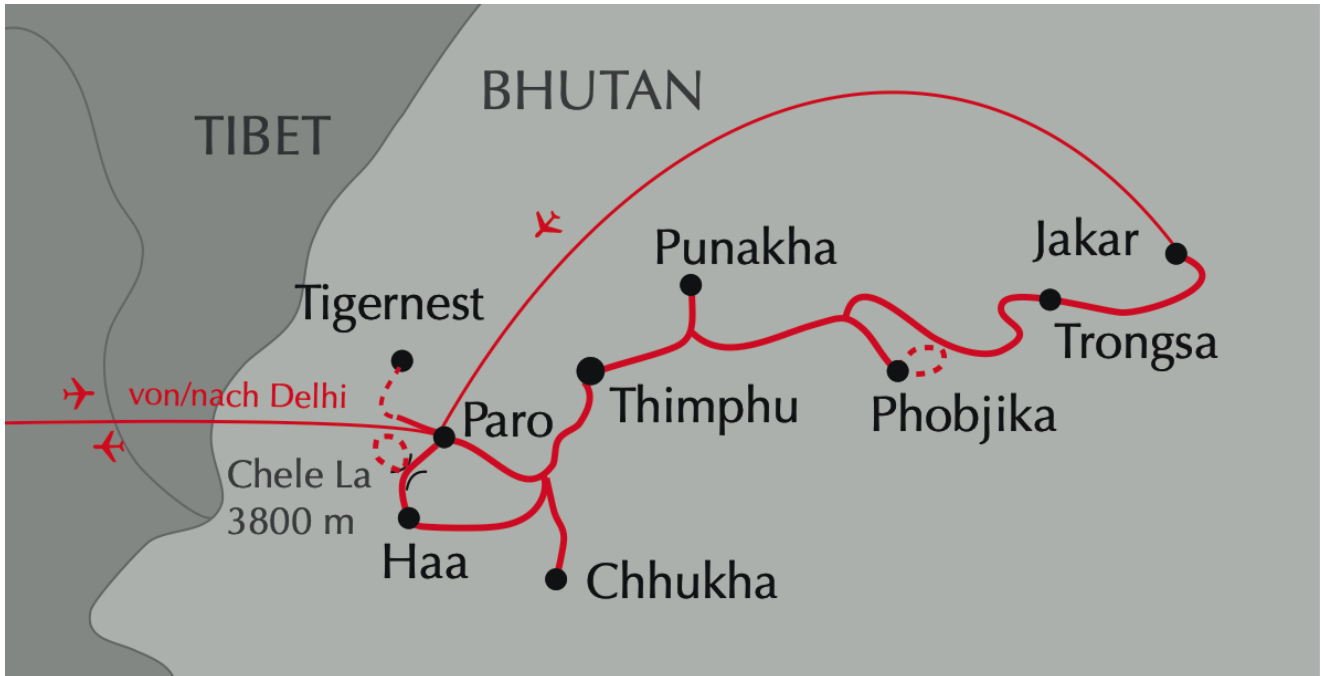 BHUTAN
TIBET
Punakha
Jakar
Tigernest
Trongsa
von/nach Delhi
Paro
Thimphu
Phobjika
Chele La
3800 m
Haa
Chhukha